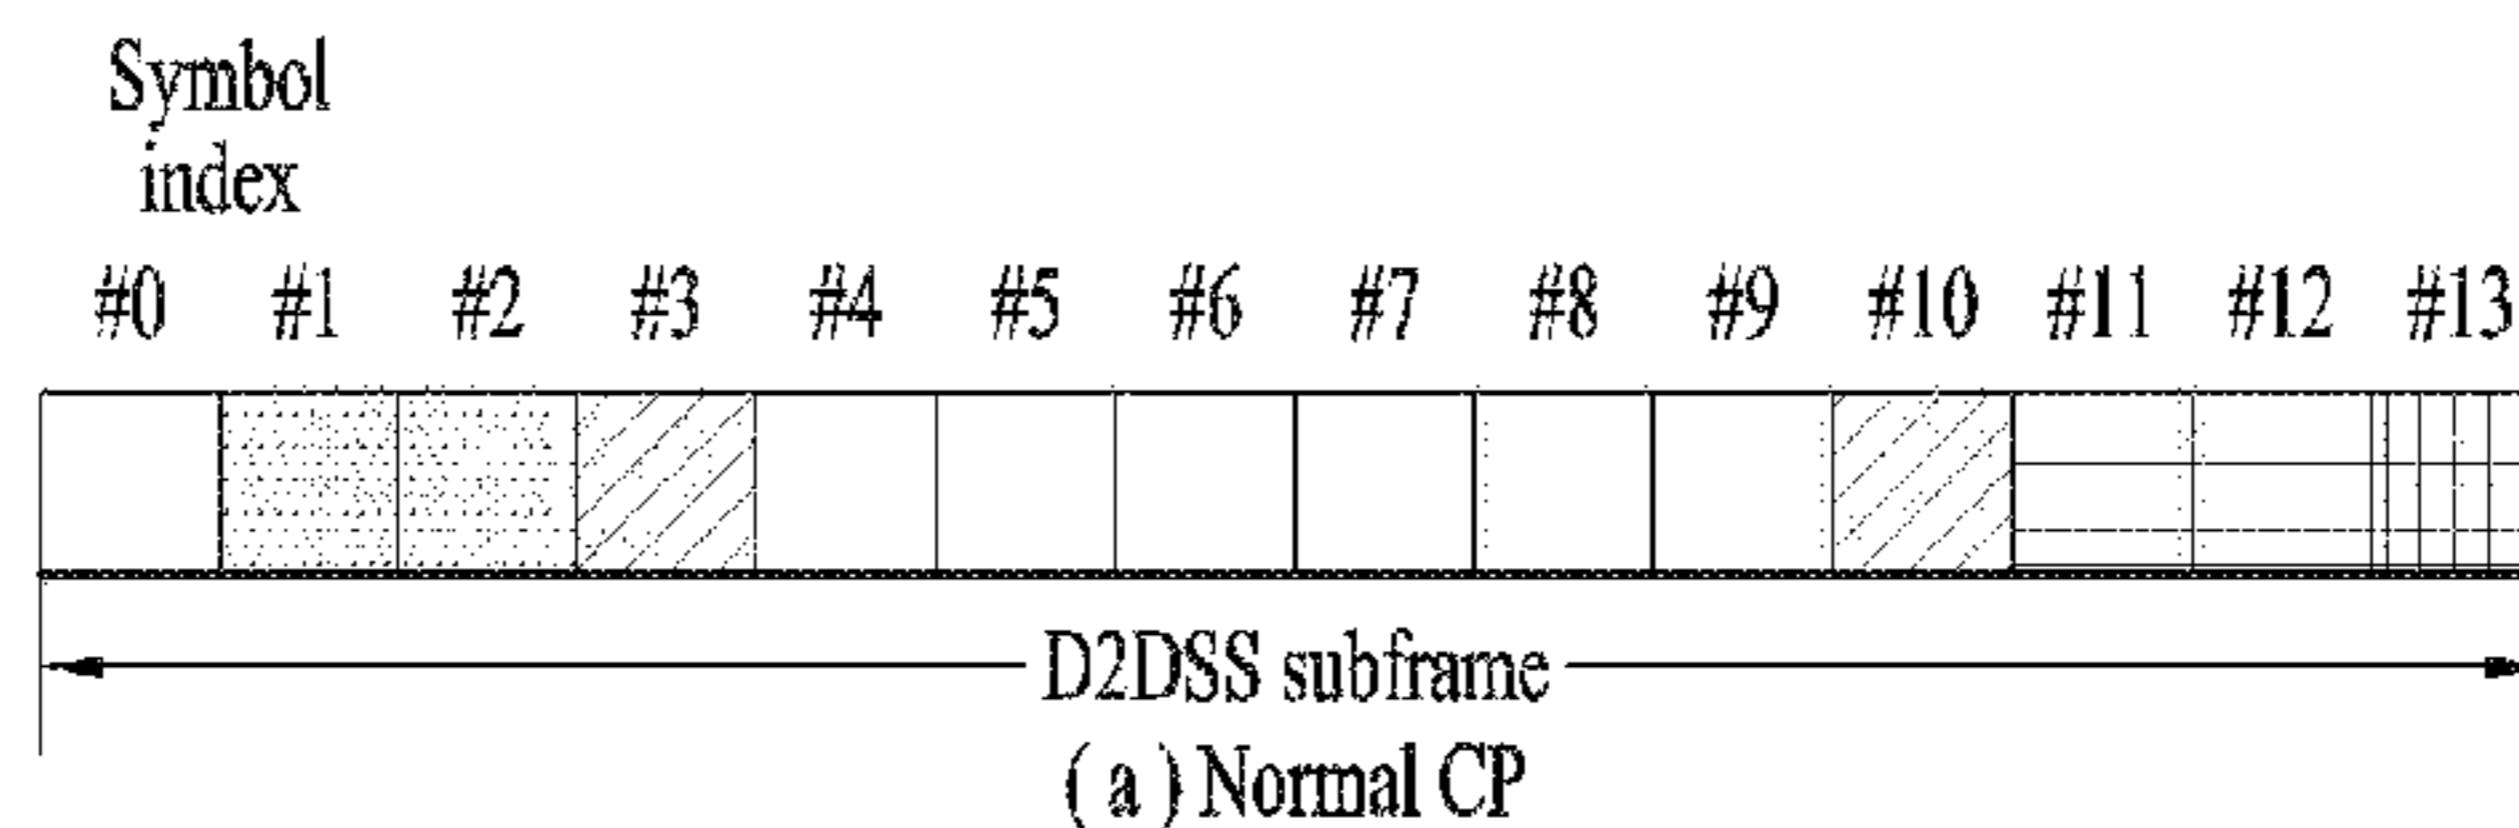 Symbol
index
#0 #1 #2 #3 #4 #5 #6 #7 #8 #9 #10 #11 #12 #13
D2DSS subframe
( a ) Normal CP